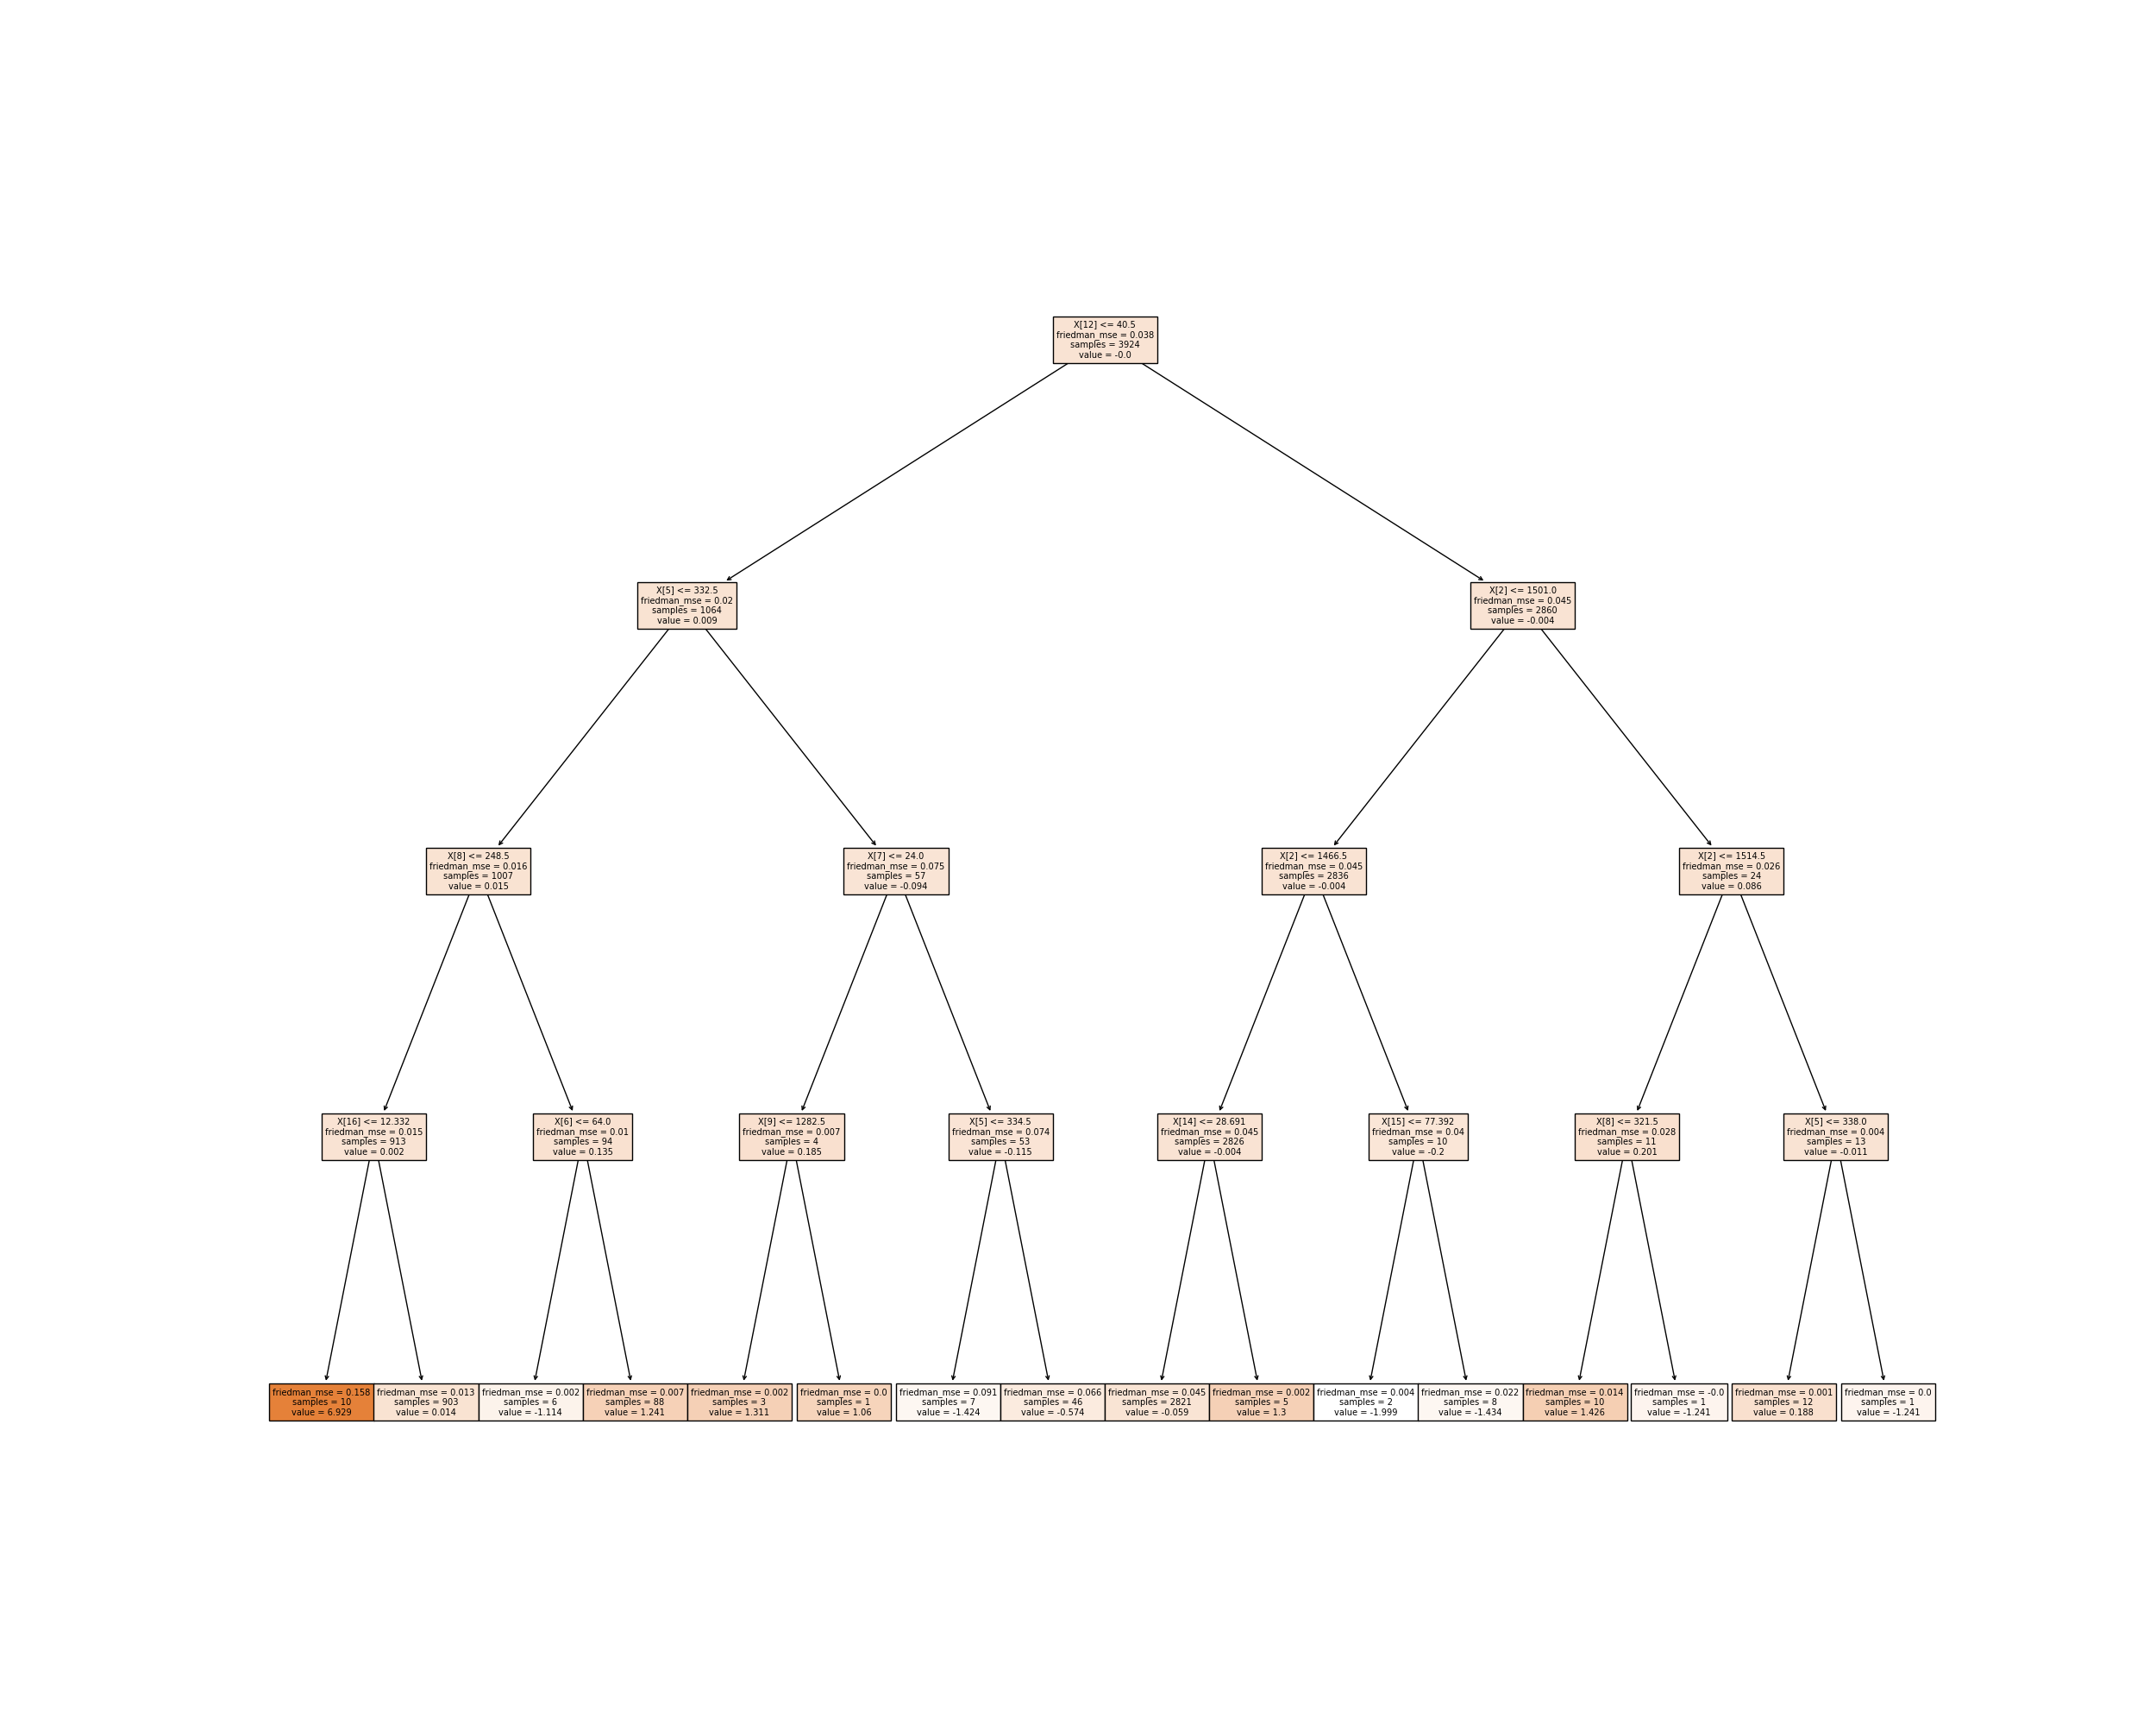 X[12] <= 40.5
friedman_mse = 0.038
samples = 3924
value = -0.0
X[5] <= 332.5
friedman_mse = 0.02
samples = 1064
value = 0.009
X[2] <= 1501.0
friedman_mse = 0.045
samples = 2860
value = -0.004
X[8] <= 248.5
friedman_mse = 0.016
samples = 1007
value = 0.015
X[7] <= 24.0
friedman_mse = 0.075
samples = 57
value = -0.094
X[2] <= 1466.5
friedman_mse = 0.045
samples = 2836
value = -0.004
X[2] <= 1514.5
friedman_mse = 0.026
samples = 24
value = 0.086
X[16] <= 12.332
friedman_mse = 0.015
samples = 913
value = 0.002
X[6] <= 64.0
friedman_mse = 0.01
samples = 94
value = 0.135
X[9] <= 1282.5
friedman_mse = 0.007
samples = 4
value = 0.185
X[5] <= 334.5
friedman_mse = 0.074
samples = 53
value = -0.115
X[14] <= 28.691
friedman_mse = 0.045
samples = 2826
value = -0.004
X[15] <= 77.392
friedman_mse = 0.04
samples = 10
value = -0.2
X[8] <= 321.5
friedman_mse = 0.028
samples = 11
value = 0.201
X[5] <= 338.0
friedman_mse = 0.004
samples = 13
value = -0.011
friedman_mse = 0.158
samples = 10
value = 6.929
friedman_mse = 0.013
samples = 903
value = 0.014
friedman_mse = 0.002
samples = 6
value = -1.114
friedman_mse = 0.007
samples = 88
value = 1.241
friedman_mse = 0.002
samples = 3
value = 1.311
friedman_mse = 0.0
samples = 1
value = 1.06
friedman_mse = 0.091
samples = 7
value = -1.424
friedman_mse = 0.066
samples = 46
value = -0.574
friedman_mse = 0.045
samples = 2821
value = -0.059
friedman_mse = 0.002
samples = 5
value = 1.3
friedman_mse = 0.004
samples = 2
value = -1.999
friedman_mse = 0.022
samples = 8
value = -1.434
friedman_mse = 0.014
samples = 10
value = 1.426
friedman_mse = -0.0
samples = 1
value = -1.241
friedman_mse = 0.001
samples = 12
value = 0.188
friedman_mse = 0.0
samples = 1
value = -1.241